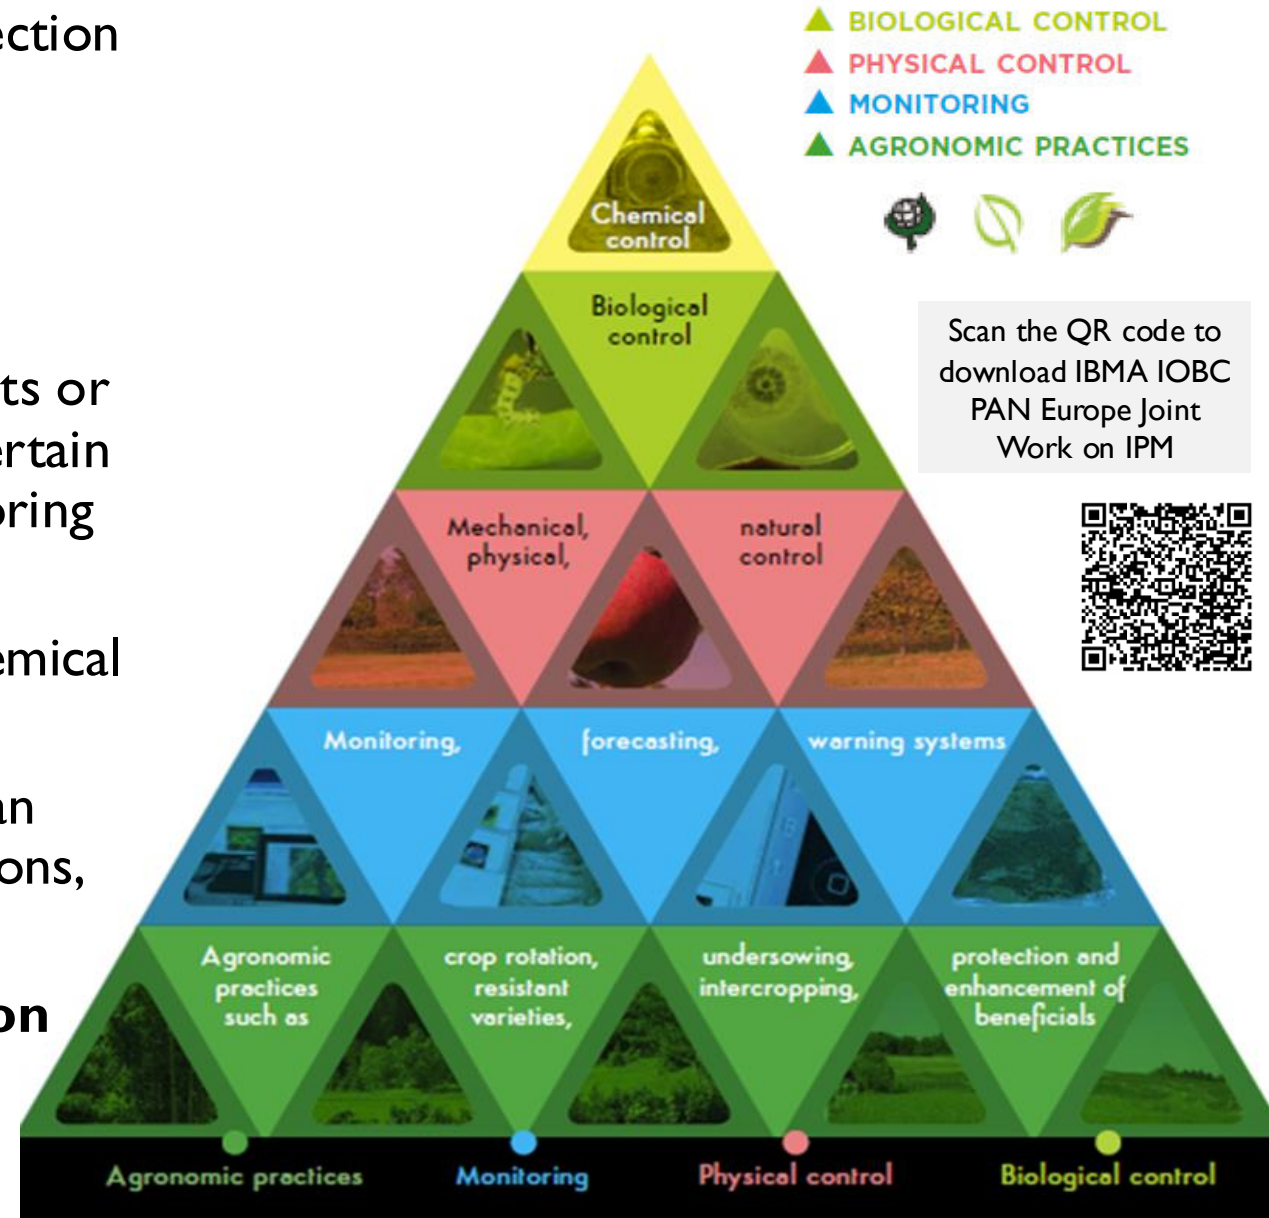 ection
ts or
ertain
oring
emical
an
ons,
on
BIOLOGICAL CONTROL
PHYSICAL CONTROL
MONITORING
AGRONOMIC PRACTICES
Scan the QR code to
download IBMA IOBC
PAN Europe Joint
Work on IPM
Chemical
control
Biological
control
Mechanical,
physical,
natural
control
Monitoring,
forecasting,
warning systems
Agronomic
practices
such as
crop rotation,
resistant
varieties,
undersowing,
intercropping,
protection and
enhancement of
beneficials
Agronomic practices
Monitoring
Physical control
Biological control